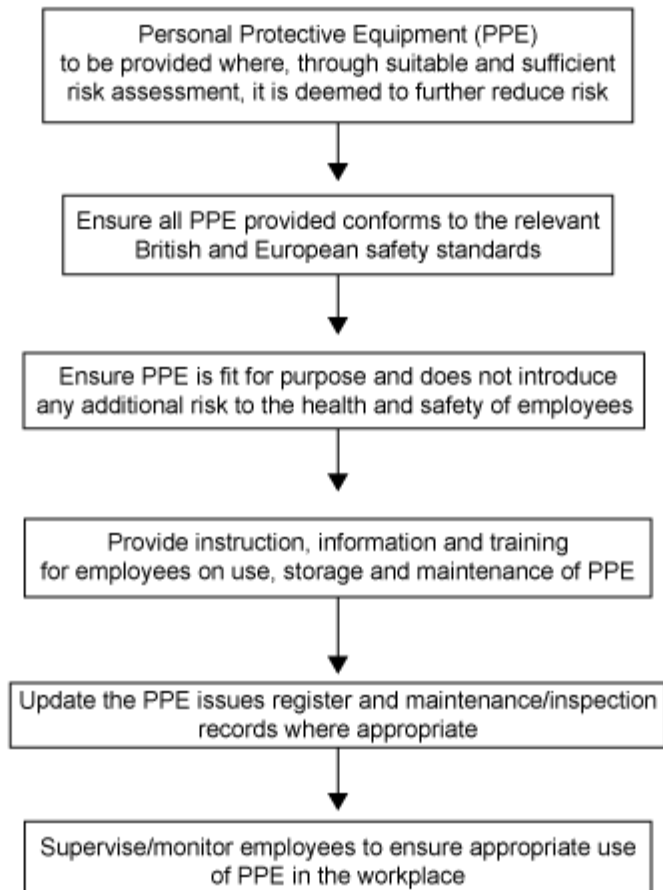 Personal Protective Equipment (PPE)
to be provided where, through suitable and sufficient
risk assessment, it is deemed to further reduce risk
Ensure all PPE provided conforms to the relevant
British and European safety standards
Ensure PPE is fit for purpose and does not introduce
any additional risk to the health and safety of employees
Provide instruction, information and training
for employees on use, storage and maintenance of PPE
Update the PPE issues register and maintenance/inspection
records where appropriate
Supervise/monitor employees to ensure appropriate use
of PPE in the workplace